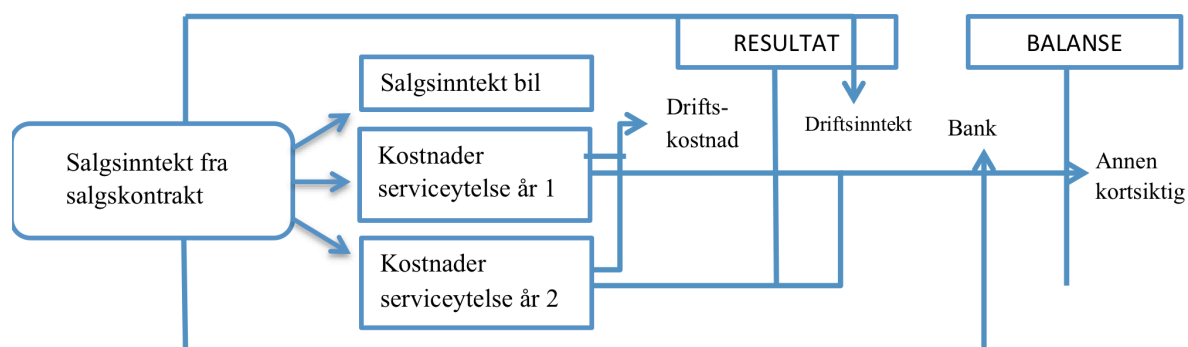 RESULTAT
BALANSE
Salgsinntekt bil
Drifts-
kostnad
Driftsinntekt
Bank
Salgsinntekt fra
salgskontrakt
Kostnader
serviceytelse år 1
Annen
kortsiktig
Kostnader
serviceytelse år 2